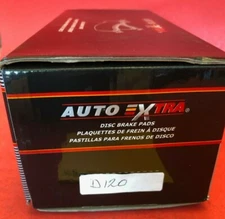 AUTO EXTRA®
DISC BRAKE PADS
PLAQUETTES DE FREIN À DISQUE
PASTILLAS PARA FRENOS DE DISCO
D120